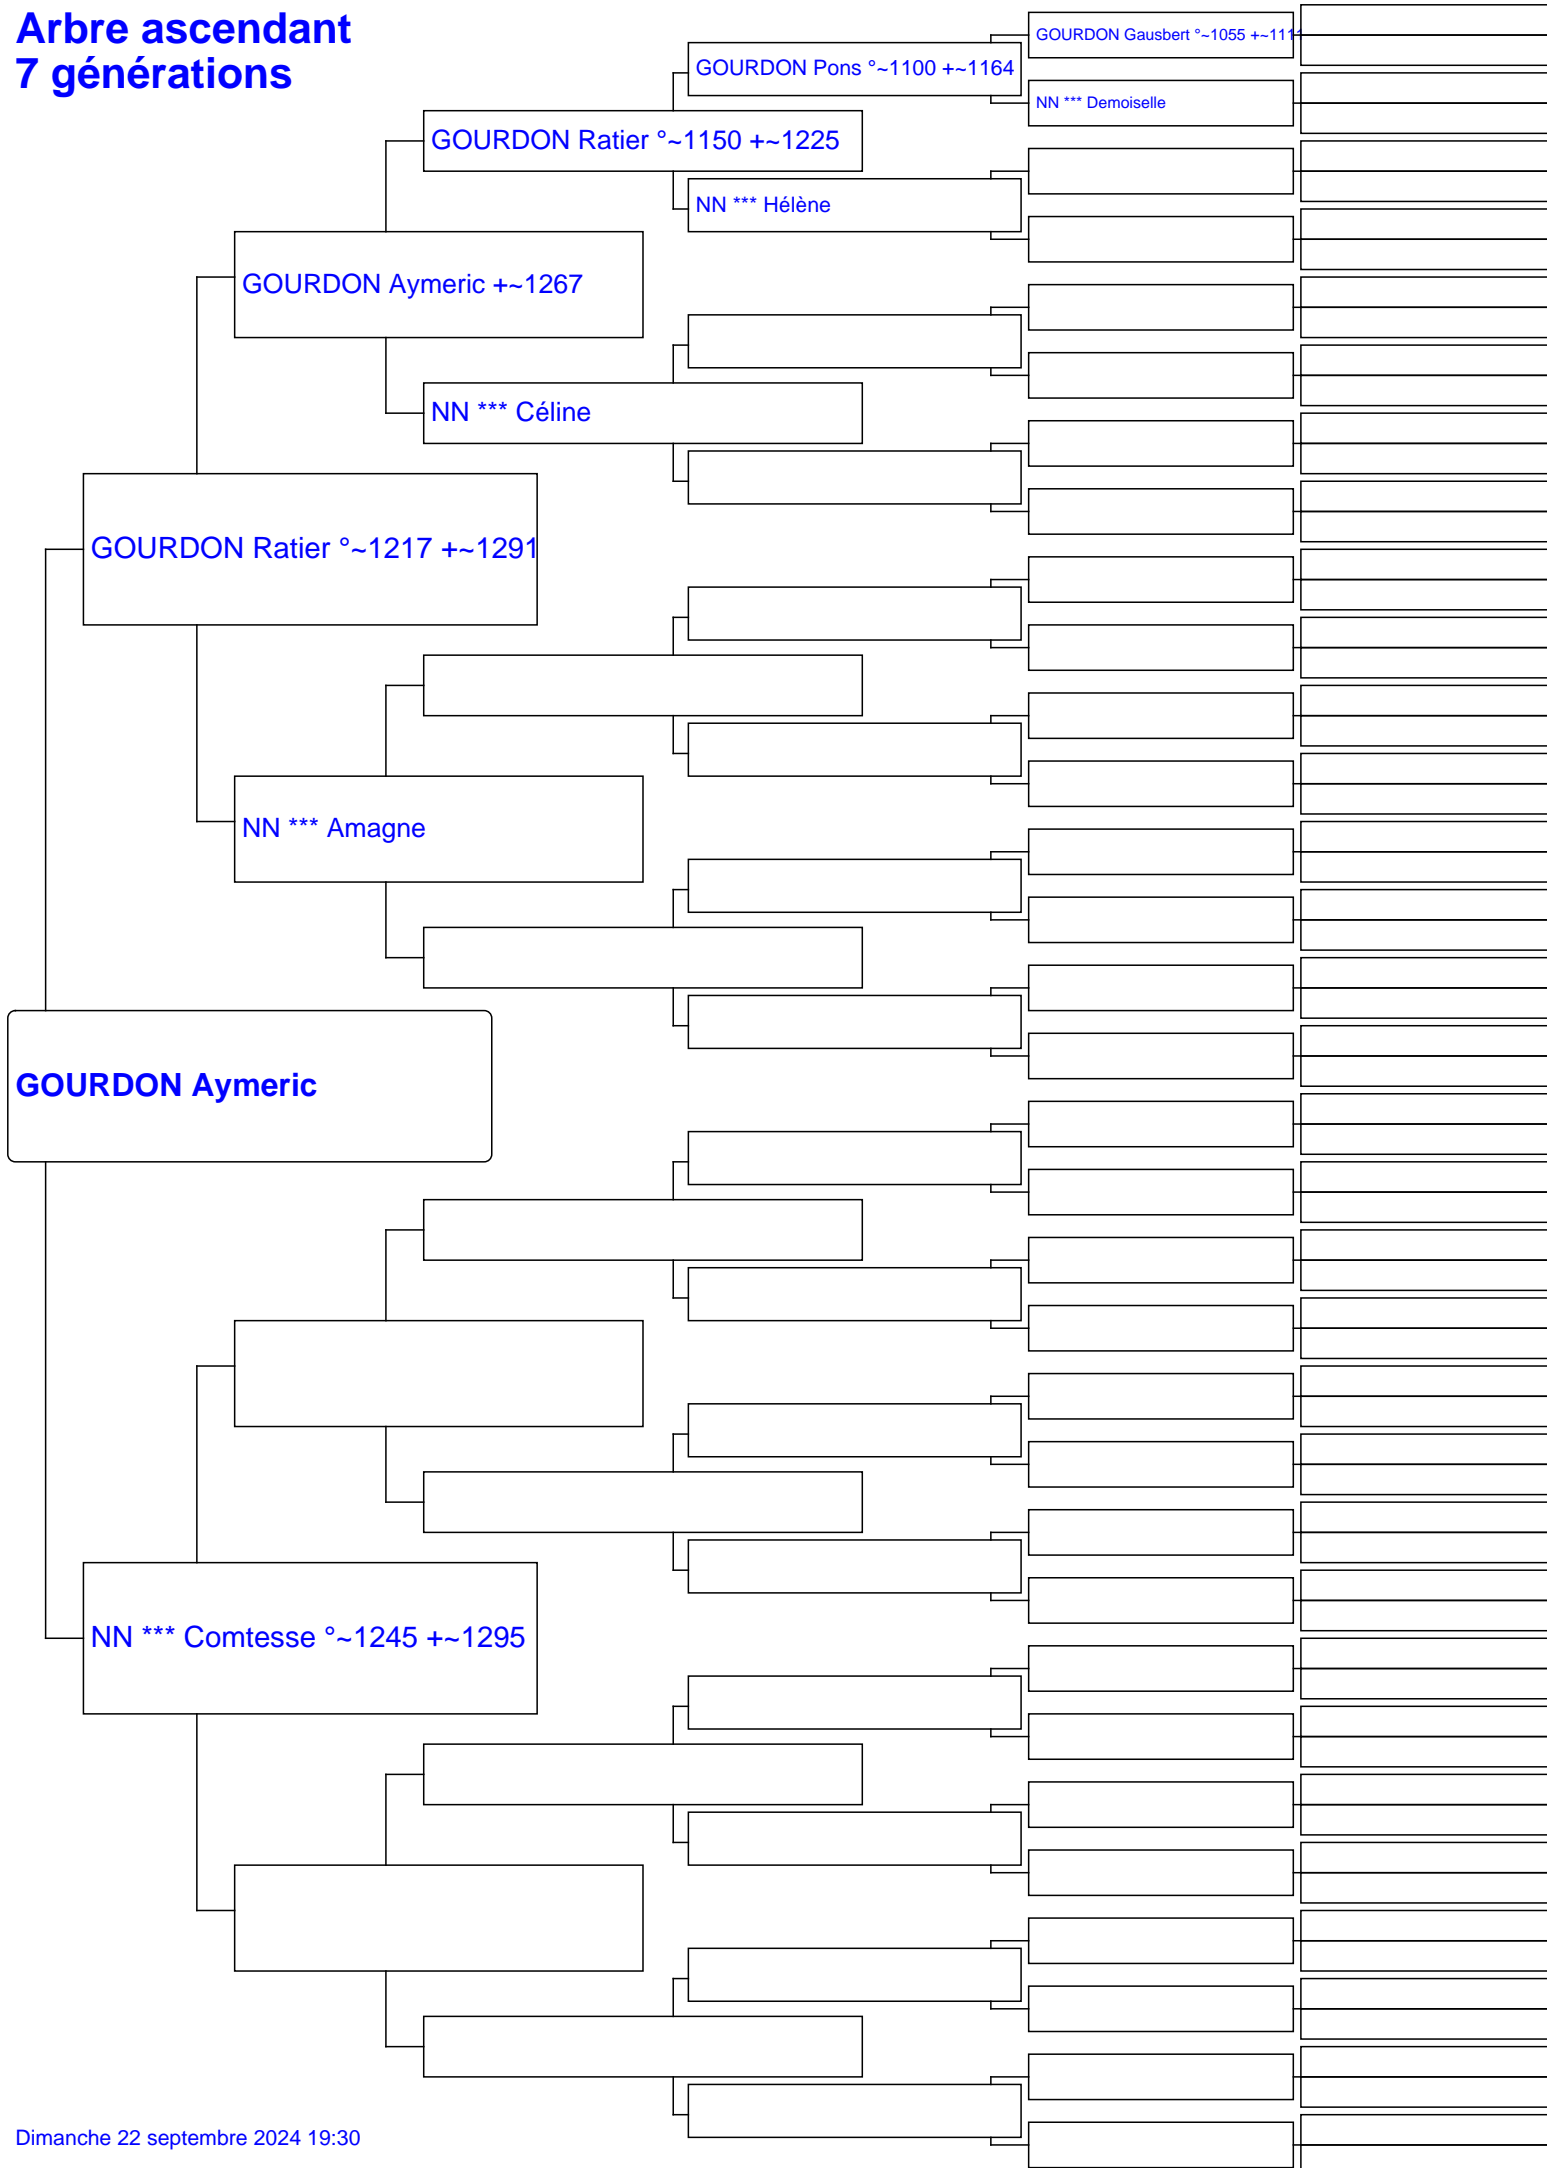 Arbre ascendant
7 générations
GOURDON Gausbert °~1055 +~111
GOURDON Pons °~1100 +~1164
NN *** Demoiselle
GOURDON Ratier °~1150 +~1225
NN *** Hélène
GOURDON Aymeric +~1267
NN *** Céline
GOURDON Ratier °~1217 +~1291
NN *** Amagne
GOURDON Aymeric
NN *** Comtesse °~1245 +~1295
Dimanche 22 septembre 2024 19:30